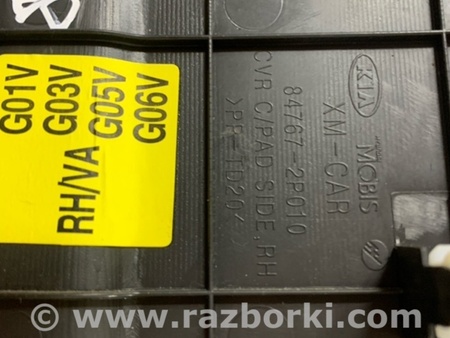 G01V
G03V
RH/VA G05V
G06V
KIA MOBIS
XM-CAR
84767-2P010
CVR C/PAD SIDE,RH
>PP-TD20<
www.razborki.com